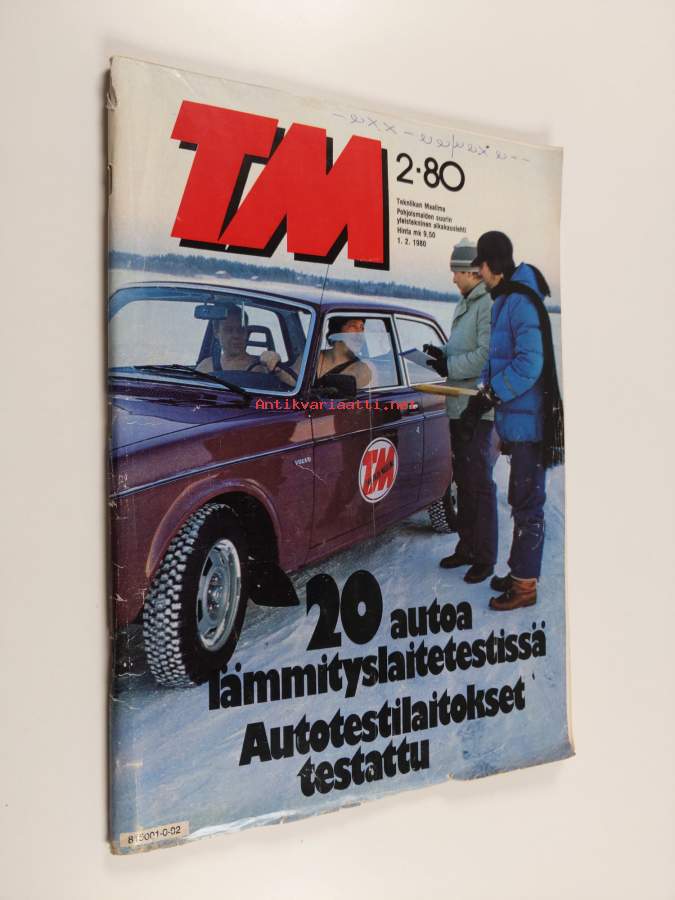 TM
2·80
Tekniikan Maailma
Pohjoismaiden suurin
yleistekninen aikakauslehti
Hinta mk 9,50
1. 2. 1980
Antikvariaatti.net
VOLVO
TM
20 autoa
lämmityslaitetestissä
Autotestilaitokset
testattu
815001-0-02